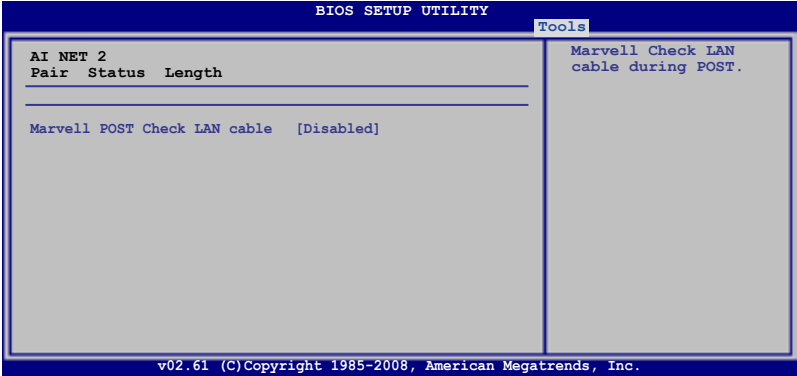 BIOS SETUP UTILITY
Tools
AI NET 2
Pair Status Length
Marvell POST Check LAN cable [Disabled]
Marvell Check LAN
cable during POST.
v02.61 (C)Copyright 1985-2008, American Megatrends, Inc.